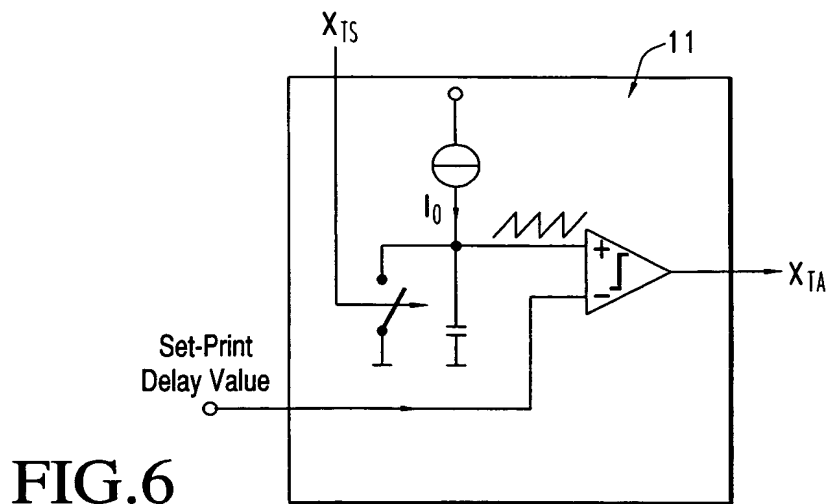 X_TS
11
I_0
+
−
X_TA
Set-Print
Delay Value
FIG.6